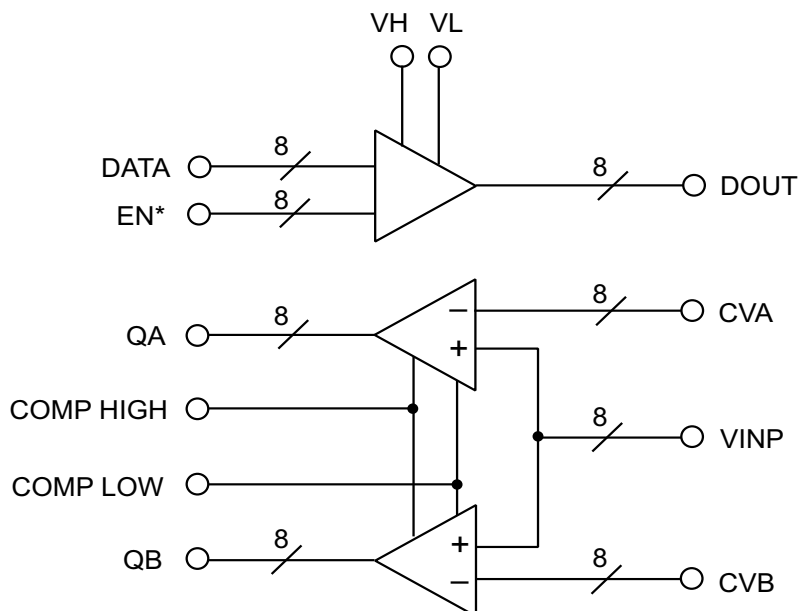 VH VL
DATA 8 8 DOUT
EN* 8
QA 8 − 8 CVA
+
COMP HIGH
8 VINP
COMP LOW
QB 8 + 8 CVB
−